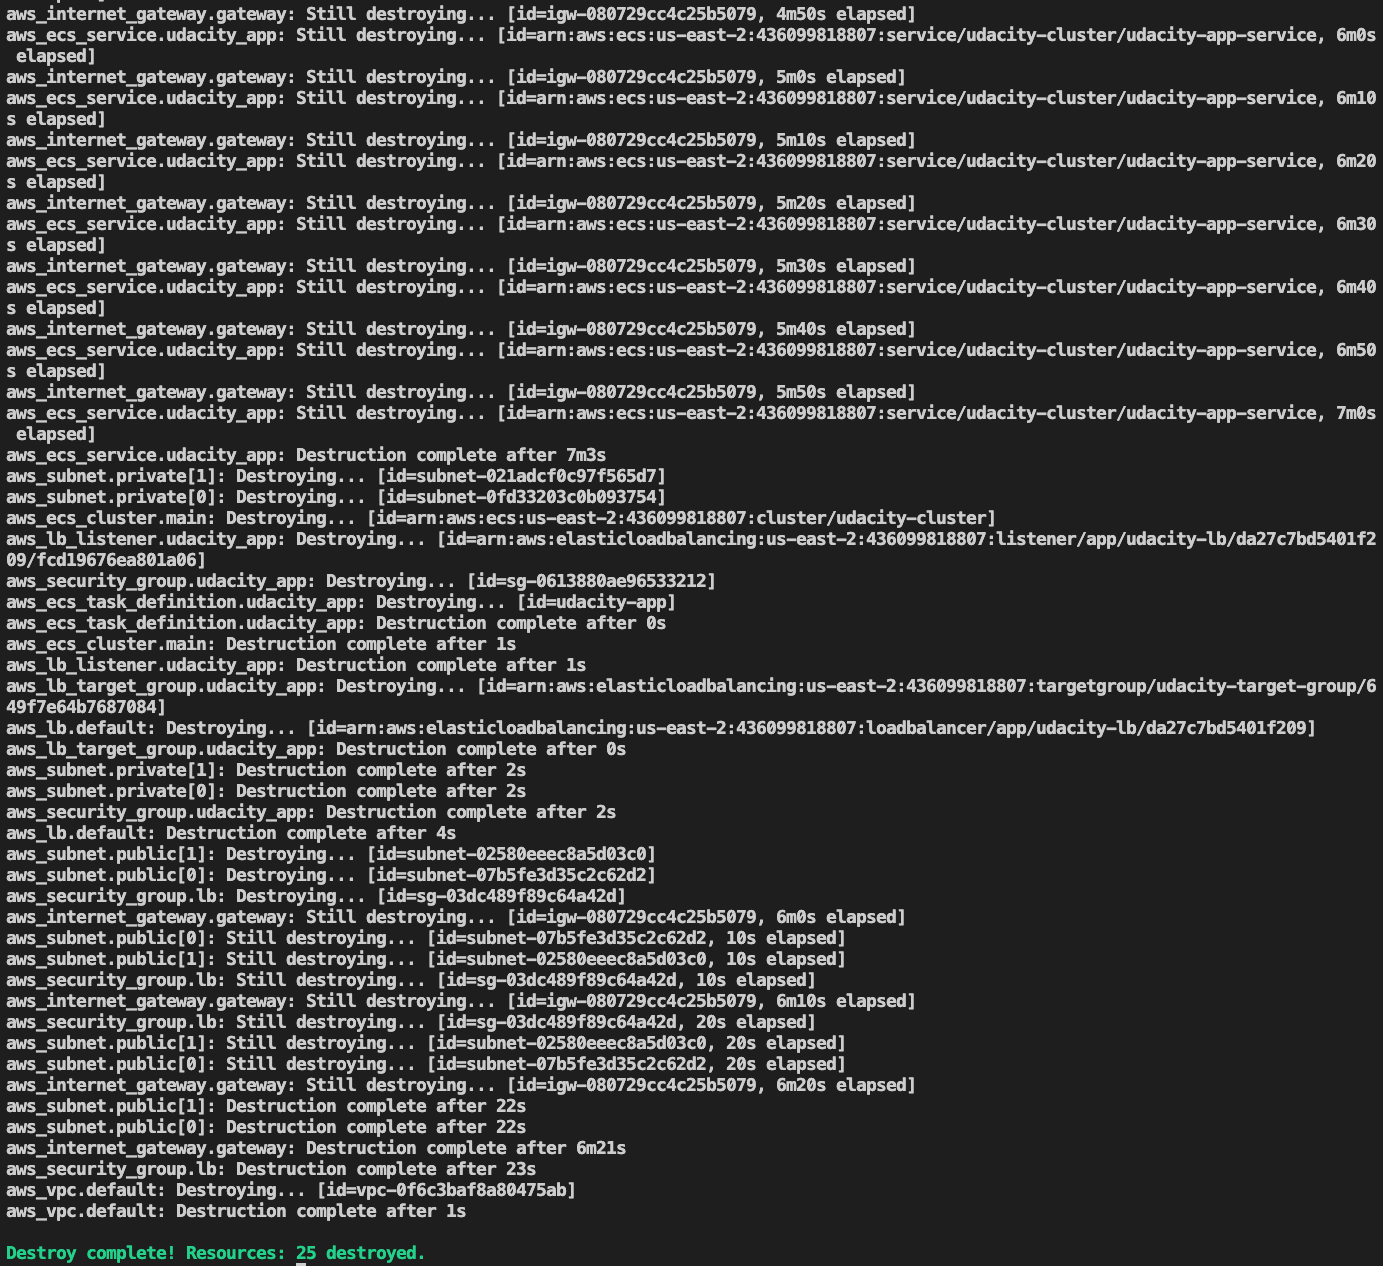 aws_internet_gateway.gateway: Still destroying... [id=igw-080729cc4c25b5079, 4m50s elapsed]
aws_ecs_service.udacity_app: Still destroying... [id=arn:aws:ecs:us-east-2:436099818807:service/udacity-cluster/udacity-app-service, 6m0s
 elapsed]
aws_internet_gateway.gateway: Still destroying... [id=igw-080729cc4c25b5079, 5m0s elapsed]
aws_ecs_service.udacity_app: Still destroying... [id=arn:aws:ecs:us-east-2:436099818807:service/udacity-cluster/udacity-app-service, 6m10
s elapsed]
aws_internet_gateway.gateway: Still destroying... [id=igw-080729cc4c25b5079, 5m10s elapsed]
aws_ecs_service.udacity_app: Still destroying... [id=arn:aws:ecs:us-east-2:436099818807:service/udacity-cluster/udacity-app-service, 6m20
s elapsed]
aws_internet_gateway.gateway: Still destroying... [id=igw-080729cc4c25b5079, 5m20s elapsed]
aws_ecs_service.udacity_app: Still destroying... [id=arn:aws:ecs:us-east-2:436099818807:service/udacity-cluster/udacity-app-service, 6m30
s elapsed]
aws_internet_gateway.gateway: Still destroying... [id=igw-080729cc4c25b5079, 5m30s elapsed]
aws_ecs_service.udacity_app: Still destroying... [id=arn:aws:ecs:us-east-2:436099818807:service/udacity-cluster/udacity-app-service, 6m40
s elapsed]
aws_internet_gateway.gateway: Still destroying... [id=igw-080729cc4c25b5079, 5m40s elapsed]
aws_ecs_service.udacity_app: Still destroying... [id=arn:aws:ecs:us-east-2:436099818807:service/udacity-cluster/udacity-app-service, 6m50
s elapsed]
aws_internet_gateway.gateway: Still destroying... [id=igw-080729cc4c25b5079, 5m50s elapsed]
aws_ecs_service.udacity_app: Still destroying... [id=arn:aws:ecs:us-east-2:436099818807:service/udacity-cluster/udacity-app-service, 7m0s
 elapsed]
aws_ecs_service.udacity_app: Destruction complete after 7m3s
aws_subnet.private[1]: Destroying... [id=subnet-021adcf0c97f565d7]
aws_subnet.private[0]: Destroying... [id=subnet-0fd33203c0b093754]
aws_ecs_cluster.main: Destroying... [id=arn:aws:ecs:us-east-2:436099818807:cluster/udacity-cluster]
aws_lb_listener.udacity_app: Destroying... [id=arn:aws:elasticloadbalancing:us-east-2:436099818807:listener/app/udacity-lb/da27c7bd5401f2
09/fcd19676ea801a06]
aws_security_group.udacity_app: Destroying... [id=sg-0613880ae96533212]
aws_ecs_task_definition.udacity_app: Destroying... [id=udacity-app]
aws_ecs_task_definition.udacity_app: Destruction complete after 0s
aws_ecs_cluster.main: Destruction complete after 1s
aws_lb_listener.udacity_app: Destruction complete after 1s
aws_lb_target_group.udacity_app: Destroying... [id=arn:aws:elasticloadbalancing:us-east-2:436099818807:targetgroup/udacity-target-group/6
49f7e64b7687084]
aws_lb.default: Destroying... [id=arn:aws:elasticloadbalancing:us-east-2:436099818807:loadbalancer/app/udacity-lb/da27c7bd5401f209]
aws_lb_target_group.udacity_app: Destruction complete after 0s
aws_subnet.private[1]: Destruction complete after 2s
aws_subnet.private[0]: Destruction complete after 2s
aws_security_group.udacity_app: Destruction complete after 2s
aws_lb.default: Destruction complete after 4s
aws_subnet.public[1]: Destroying... [id=subnet-02580eeec8a5d03c0]
aws_subnet.public[0]: Destroying... [id=subnet-07b5fe3d35c2c62d2]
aws_security_group.lb: Destroying... [id=sg-03dc489f89c64a42d]
aws_internet_gateway.gateway: Still destroying... [id=igw-080729cc4c25b5079, 6m0s elapsed]
aws_subnet.public[0]: Still destroying... [id=subnet-07b5fe3d35c2c62d2, 10s elapsed]
aws_subnet.public[1]: Still destroying... [id=subnet-02580eeec8a5d03c0, 10s elapsed]
aws_security_group.lb: Still destroying... [id=sg-03dc489f89c64a42d, 10s elapsed]
aws_internet_gateway.gateway: Still destroying... [id=igw-080729cc4c25b5079, 6m10s elapsed]
aws_security_group.lb: Still destroying... [id=sg-03dc489f89c64a42d, 20s elapsed]
aws_subnet.public[1]: Still destroying... [id=subnet-02580eeec8a5d03c0, 20s elapsed]
aws_subnet.public[0]: Still destroying... [id=subnet-07b5fe3d35c2c62d2, 20s elapsed]
aws_internet_gateway.gateway: Still destroying... [id=igw-080729cc4c25b5079, 6m20s elapsed]
aws_subnet.public[1]: Destruction complete after 22s
aws_subnet.public[0]: Destruction complete after 22s
aws_internet_gateway.gateway: Destruction complete after 6m21s
aws_security_group.lb: Destruction complete after 23s
aws_vpc.default: Destroying... [id=vpc-0f6c3baf8a80475ab]
aws_vpc.default: Destruction complete after 1s

Destroy complete! Resources: 25 destroyed.